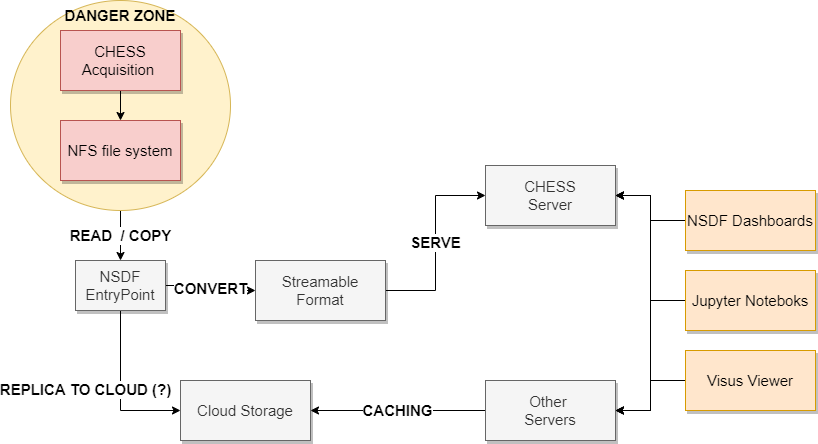 DANGER ZONE
CHESS
Acquisition
NFS file system
READ / COPY
NSDF
EntryPoint
CONVERT
Streamable
Format
SERVE
CHESS
Server
NSDF Dashboards
Jupyter Noteboks
Visus Viewer
REPLICA TO CLOUD (?)
Cloud Storage
CACHING
Other
Servers